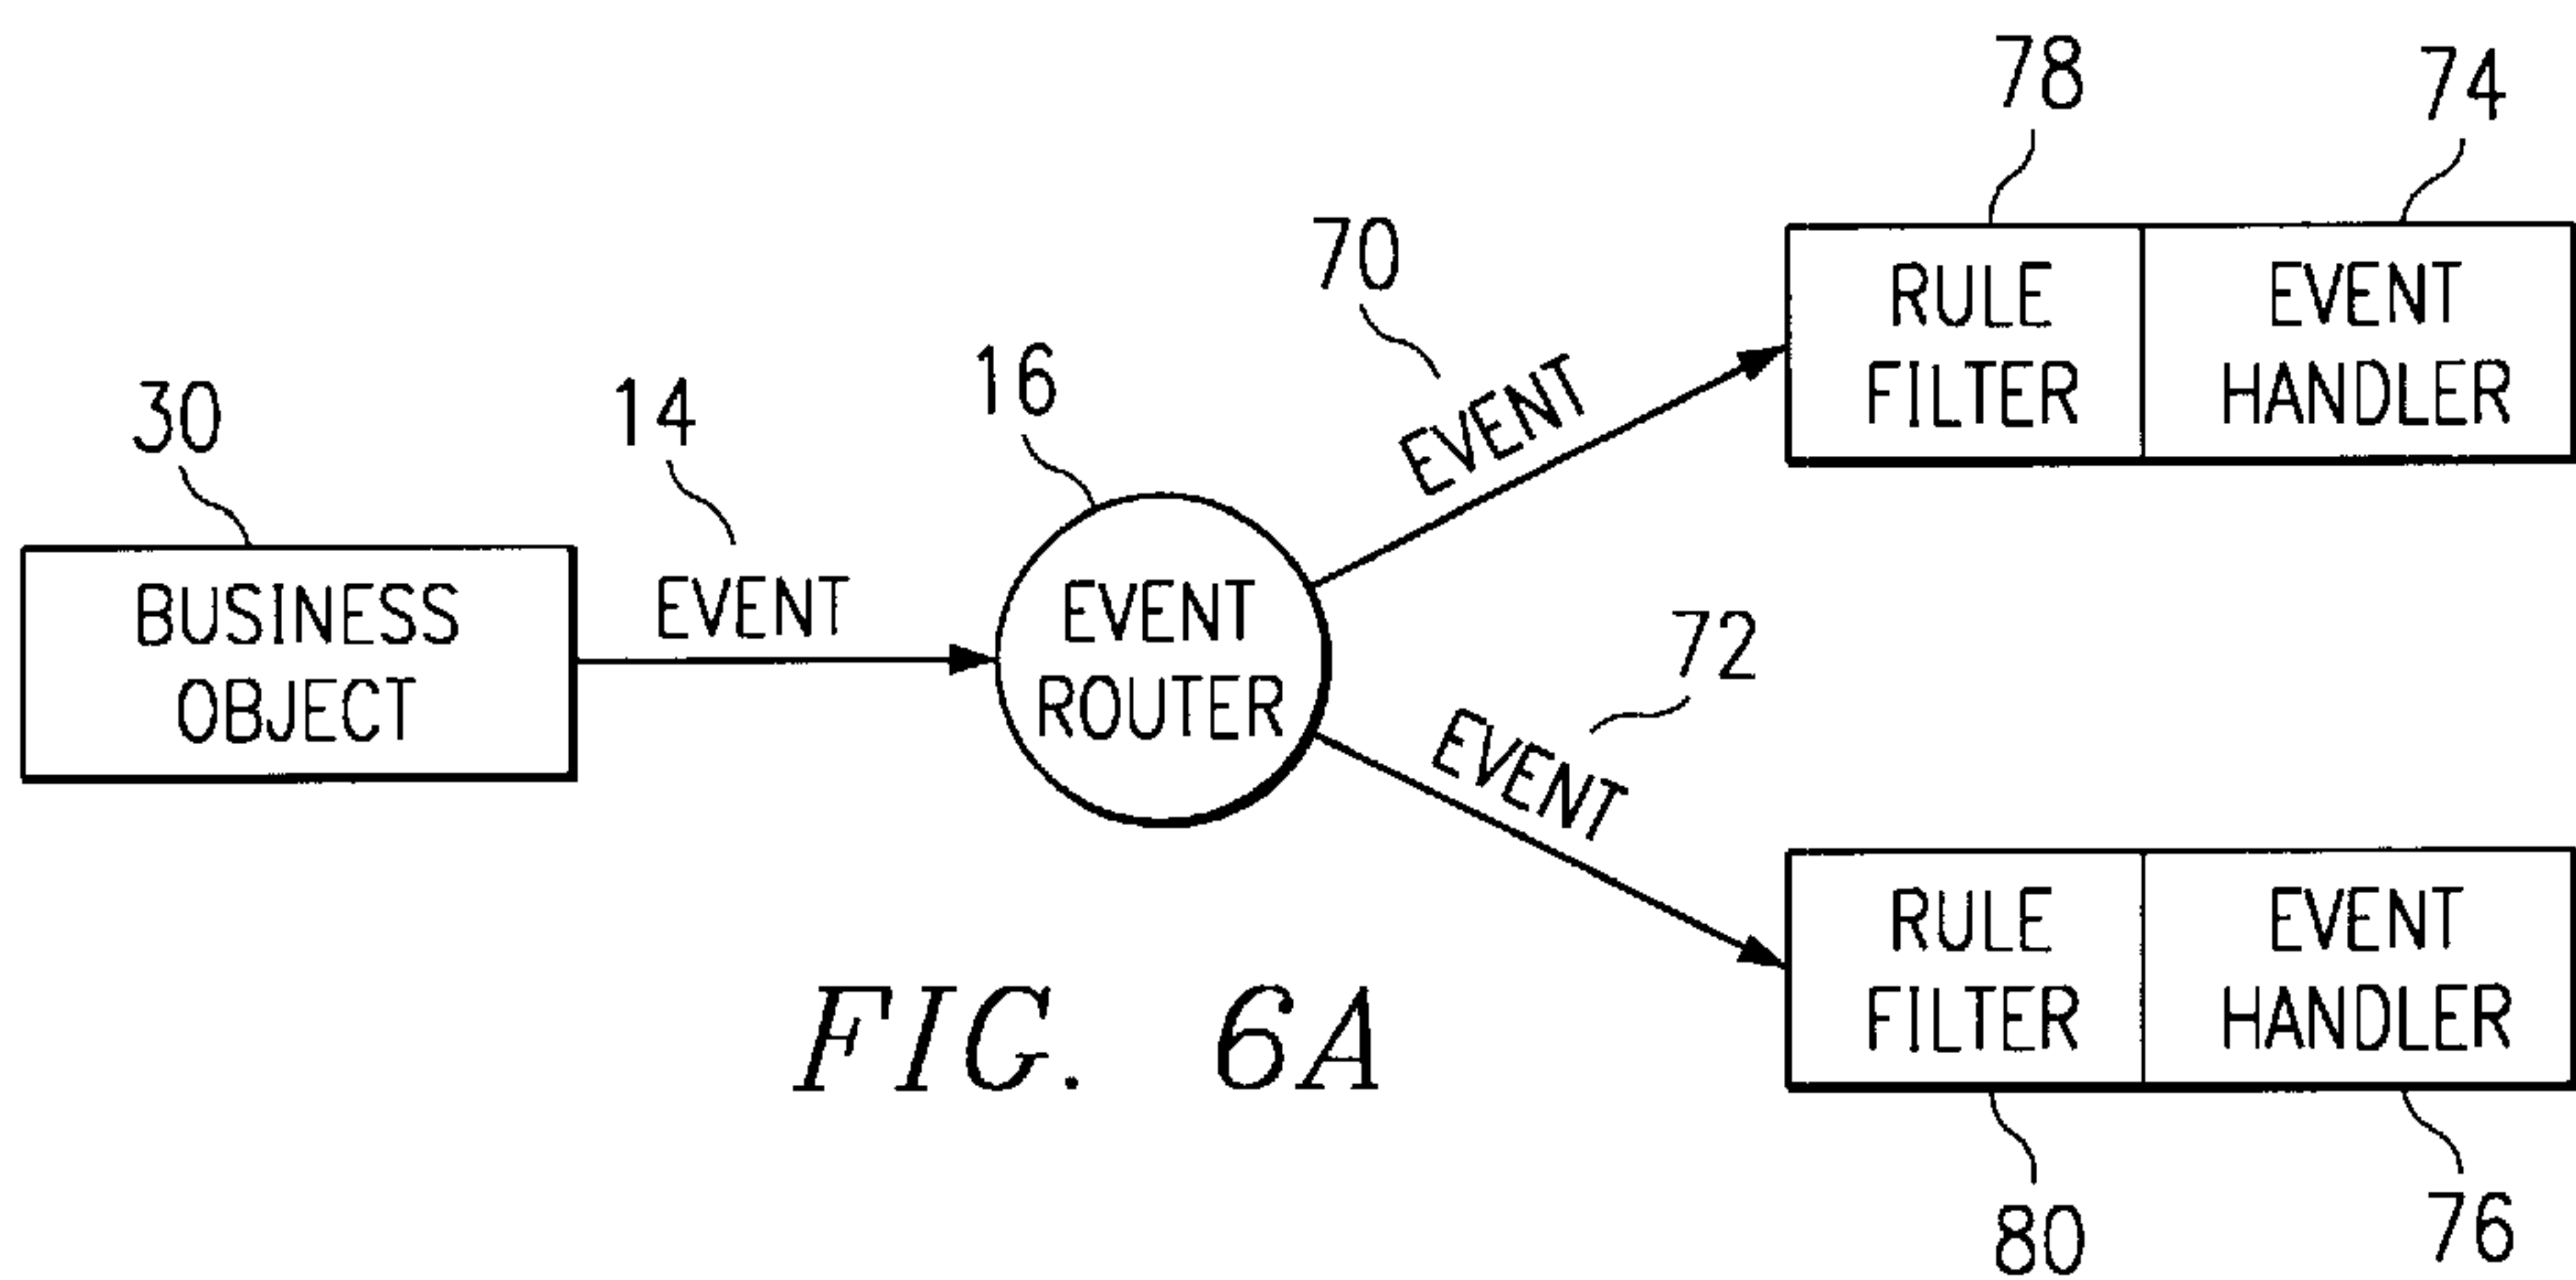 78
74
70
RULE
FILTER
EVENT
HANDLER
16
EVENT
30
14
BUSINESS
OBJECT
EVENT
EVENT
ROUTER
72
EVENT
RULE
FILTER
EVENT
HANDLER
FIG. 6A
80
76